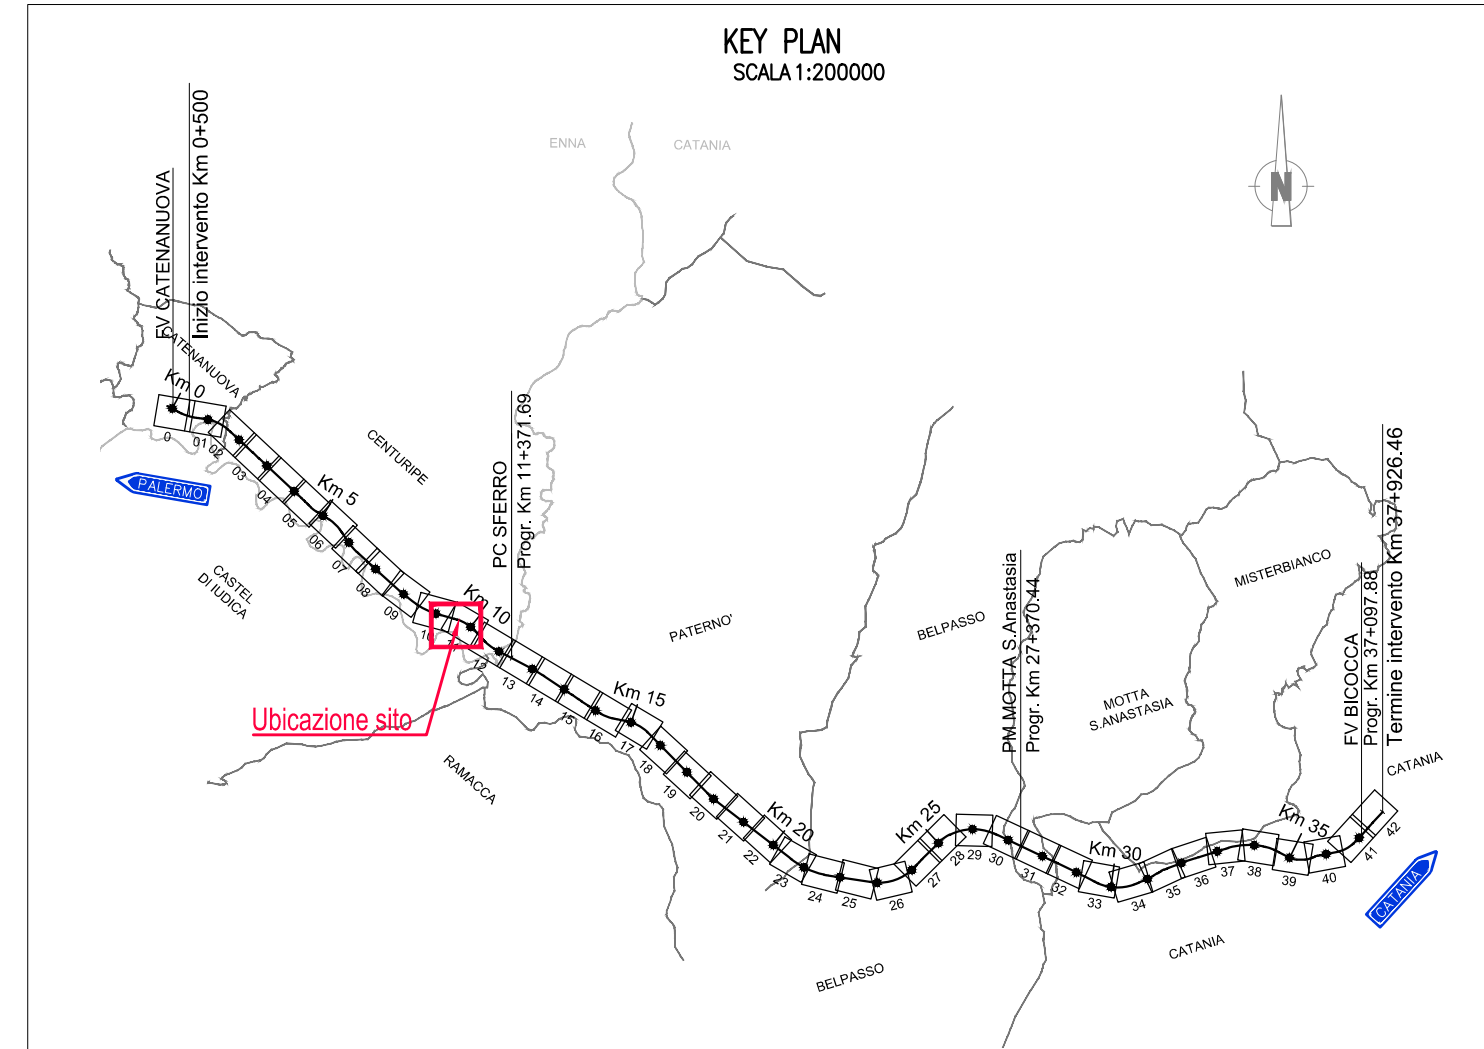 KEY PLAN
SCALA 1:200000
ENNA
CATANIA
N
FV CATENANUOVA
Inizio intervento Km 0+500
CATENANUOVA
Km 0
PALERMO
CENTURIPE
Km 5
CASTEL
DI IUDICA
PC SFERRO
Progr. Km 11+371.69
Km 10
Ubicazione sito
RAMACCA
Km 15
PATERNO'
BELPASSO
Km 20
Km 25
BELPASSO
PM MOTTA S.Anastasia
Progr. Km 27+370.44
MOTTA
S.ANASTASIA
MISTERBIANCO
Km 30
Km 35
FV BICOCCA
Progr. Km 37+097.88
Termine intervento Km 37+926.46
CATANIA
CATANIA
CATANIA
0
01
02
03
04
05
06
07
08
09
10
11
12
13
14
15
16
17
18
19
20
21
22
23
24
25
26
27
28
29
30
31
32
33
34
35
36
37
38
39
40
41
42